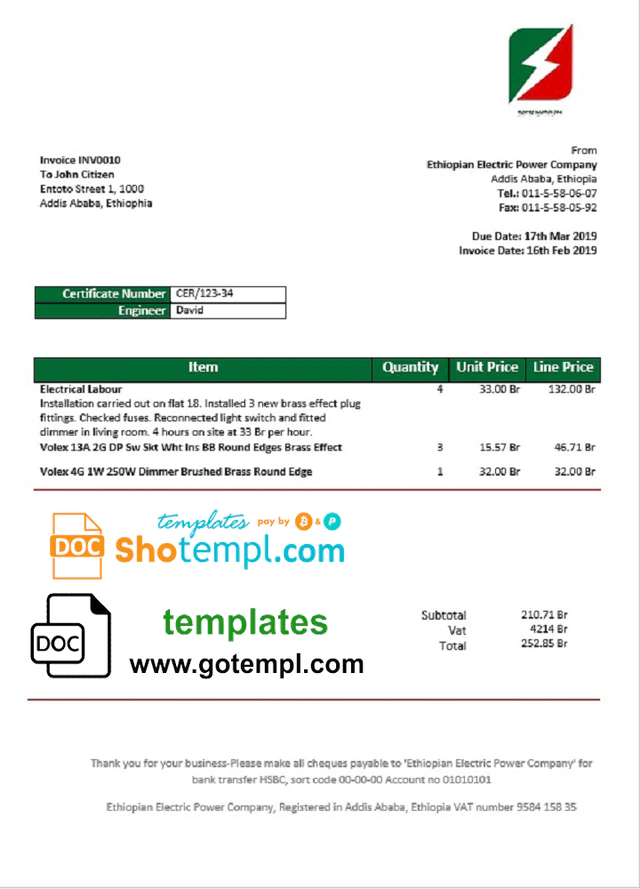 Invoice INV0010
To John Citizen
Entoto Street 1, 1000
Addis Ababa, Ethiophia
From
Ethiopian Electric Power Company
Addis Ababa, Ethiopia
Tel.: 011-5-58-06-07
Fax: 011-5-58-05-92
Due Date: 17th Mar 2019
Invoice Date: 16th Feb 2019
Certificate Number CER/123-34
Engineer David
Item Quantity Unit Price Line Price
Electrical Labour 4 33.00 Br 132.00 Br
Installation carried out on flat 18. Installed 3 new brass effect plug
fittings. Checked fuses. Reconnected light switch and fitted
dimmer in living room. 4 hours on site at 33 Br per hour.
Volex 13A 2G DP Sw Skt Wht Ins BB Round Edges Brass Effect 3 15.57 Br 46.71 Br
Volex 4G 1W 250W Dimmer Brushed Brass Round Edge 1 32.00 Br 32.00 Br
templates pay by & P
DOC Shotempl.com
DOC templates
www.gotempl.com
Subtotal 210.71 Br
Vat 4214 Br
Total 252.85 Br
Thank you for your business-Please make all cheques payable to 'Ethiopian Electric Power Company' for
bank transfer HSBC, sort code 00-00-00 Account no 01010101
Ethiopian Electric Power Company, Registered in Addis Ababa, Ethiopia VAT number 9584 158 35